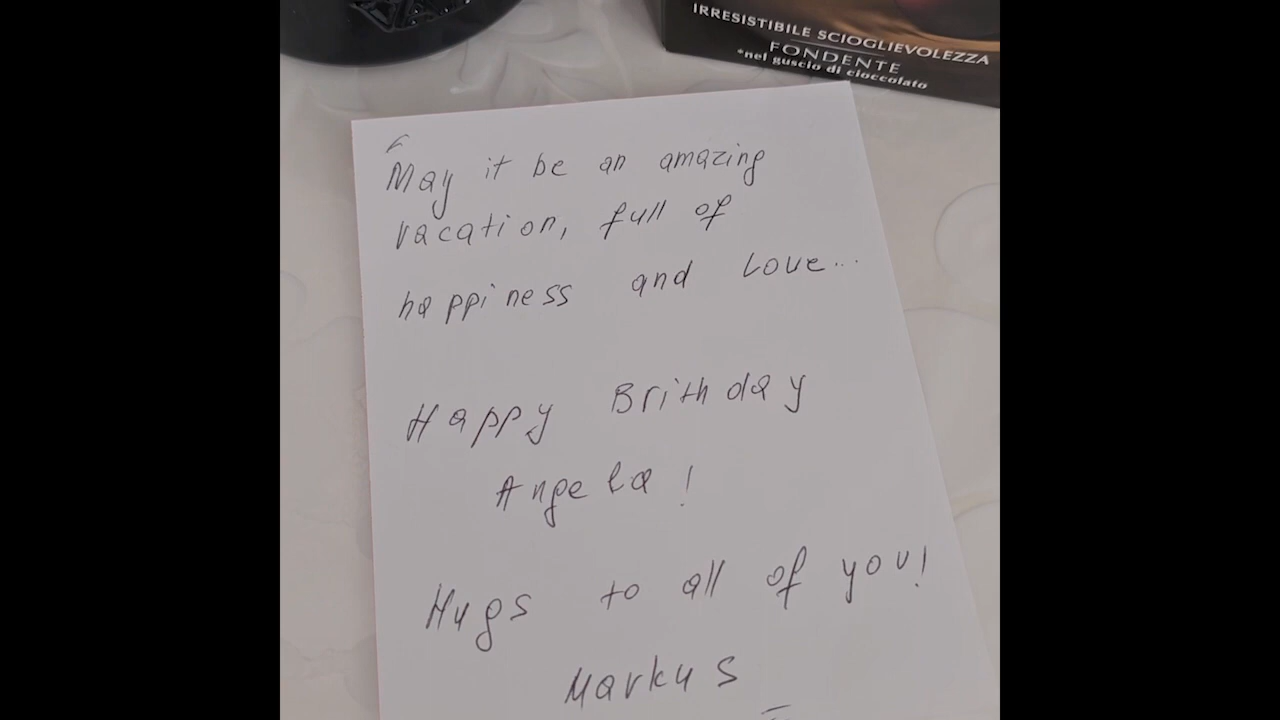 IRRESISTIBILE SCIOGLIEVOLEZZA
FONDENTE
*nel guscio di cioccolato
May it be an amazing
vacation, full of
happiness and love...
Happy Brithday
Angela!
Hugs to all of you!
Markus